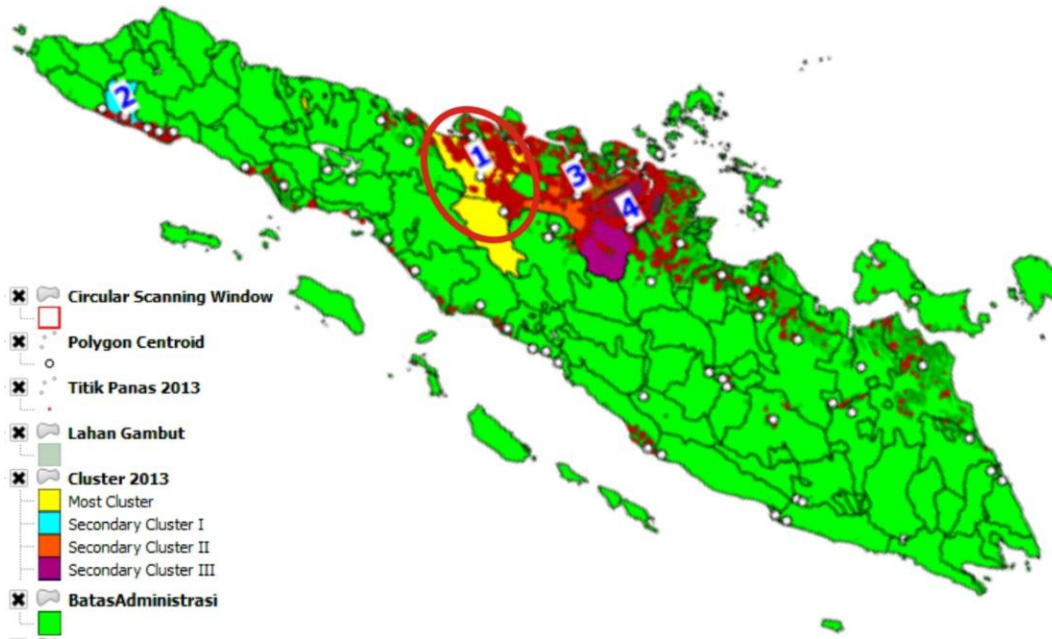 2
1
3
4
Circular Scanning Window
Polygon Centroid
Titik Panas 2013
Lahan Gambut
Cluster 2013
Most Cluster
Secondary Cluster I
Secondary Cluster II
Secondary Cluster III
BatasAdministrasi